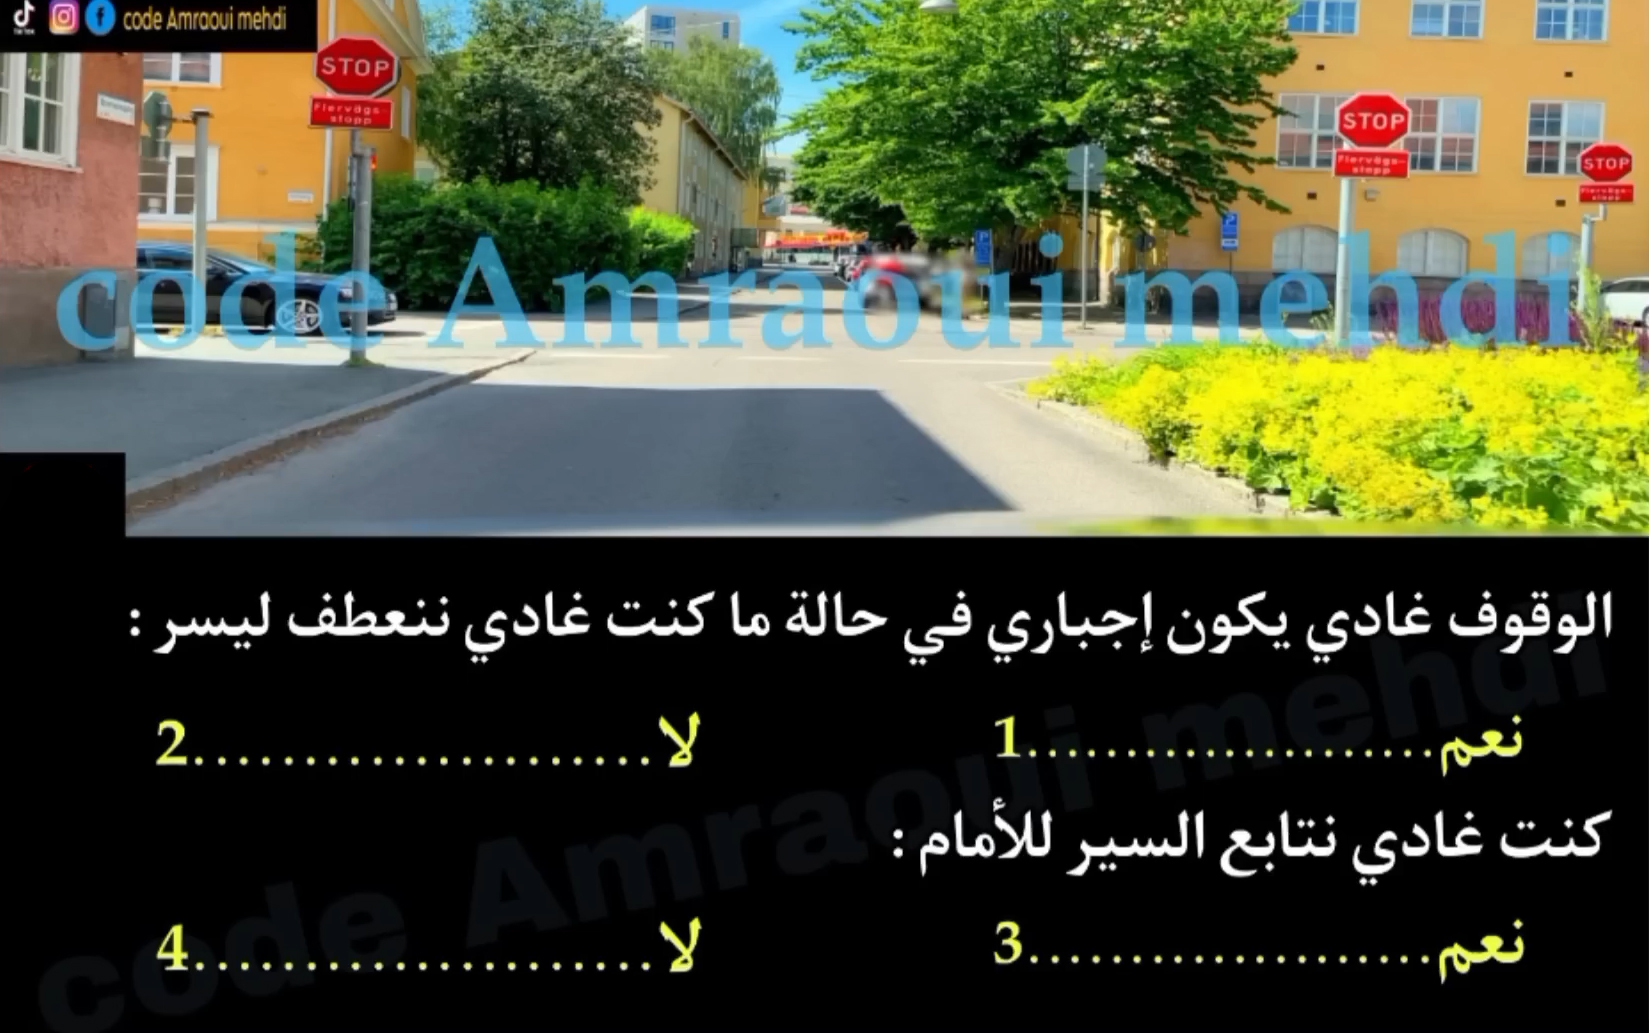 code Amraoui mehdi
STOP
Flervägs-
stopp
STOP
Flervägs-
stopp
STOP
Flervägs-
stopp
code Amraoui mehdi
الوقوف غادي يكون إجباري في حالة ما كنت غادي ننعطف ليسر :
نعم....................1 لا.....................2
كنت غادي نتابع السير للأمام :
نعم....................3 لا.....................4
code Amraoui mehdi